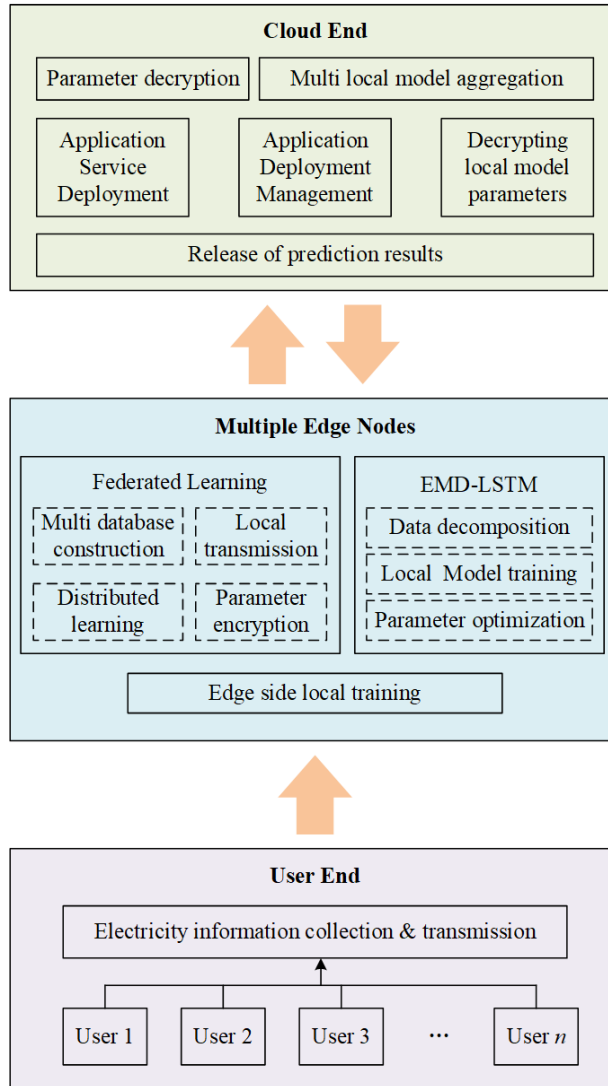 Cloud End
Parameter decryption
Multi local model aggregation
Application
Service
Deployment
Application
Deployment
Management
Decrypting
local model
parameters
Release of prediction results
Multiple Edge Nodes
Federated Learning
Multi database
construction
Local
transmission
Distributed
learning
Parameter
encryption
EMD-LSTM
Data decomposition
Local Model training
Parameter optimization
Edge side local training
User End
Electricity information collection & transmission
User 1
User 2
User 3
···
User n